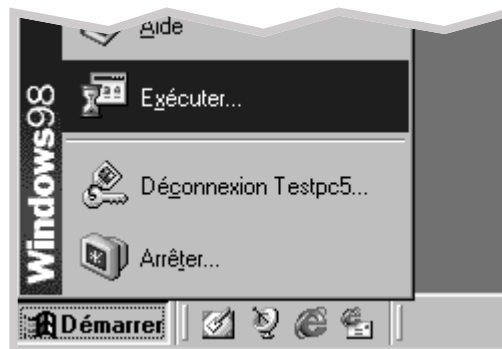 Aide
Exécuter...
Déconnexion Testpc5...
Arrêter...
Windows98
Démarrer